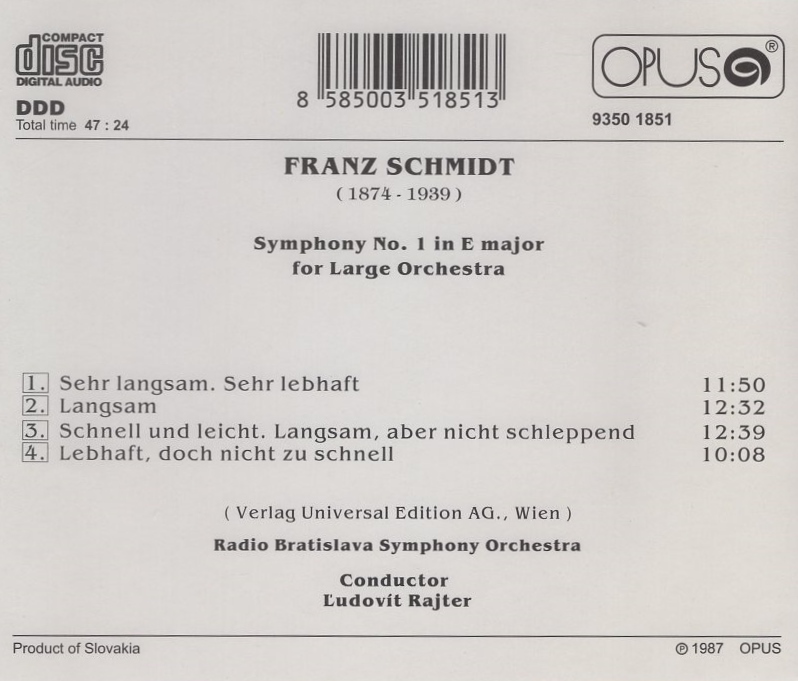 COMPACT
disc
DIGITAL AUDIO
DDD
Total time 47 : 24
8 585003 518513
OPUS ®
9350 1851
FRANZ SCHMIDT
( 1874 - 1939 )
Symphony No. 1 in E major
for Large Orchestra
1. Sehr langsam. Sehr lebhaft 11:50
2. Langsam 12:32
3. Schnell und leicht. Langsam, aber nicht schleppend 12:39
4. Lebhaft, doch nicht zu schnell 10:08
( Verlag Universal Edition AG., Wien )
Radio Bratislava Symphony Orchestra
Conductor
Ľudovít Rajter
Product of Slovakia
℗ 1987 OPUS